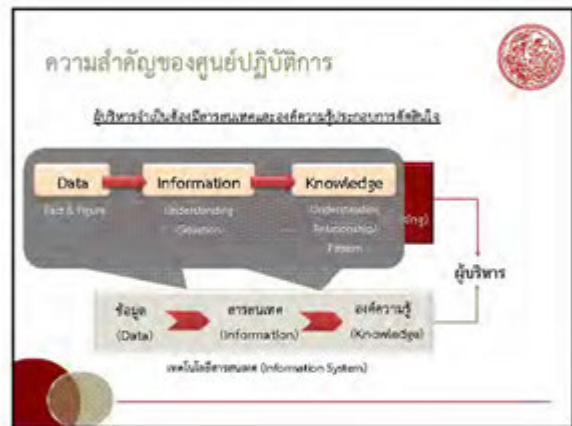 ความสำคัญของศูนย์ปฏิบัติการ
ผู้บริหารจำเป็นต้องมีสารสนเทศและองค์ความรู้ประกอบการตัดสินใจ
Data
Information
Knowledge
Fact & Figure
Understanding
Understanding
Relationship/
Pattern
ing)
ผู้บริหาร
ข้อมูล
สารสนเทศ
องค์ความรู้
(Data)
(Information)
(Knowledge)
เทคโนโลยีสารสนเทศ (Information System)